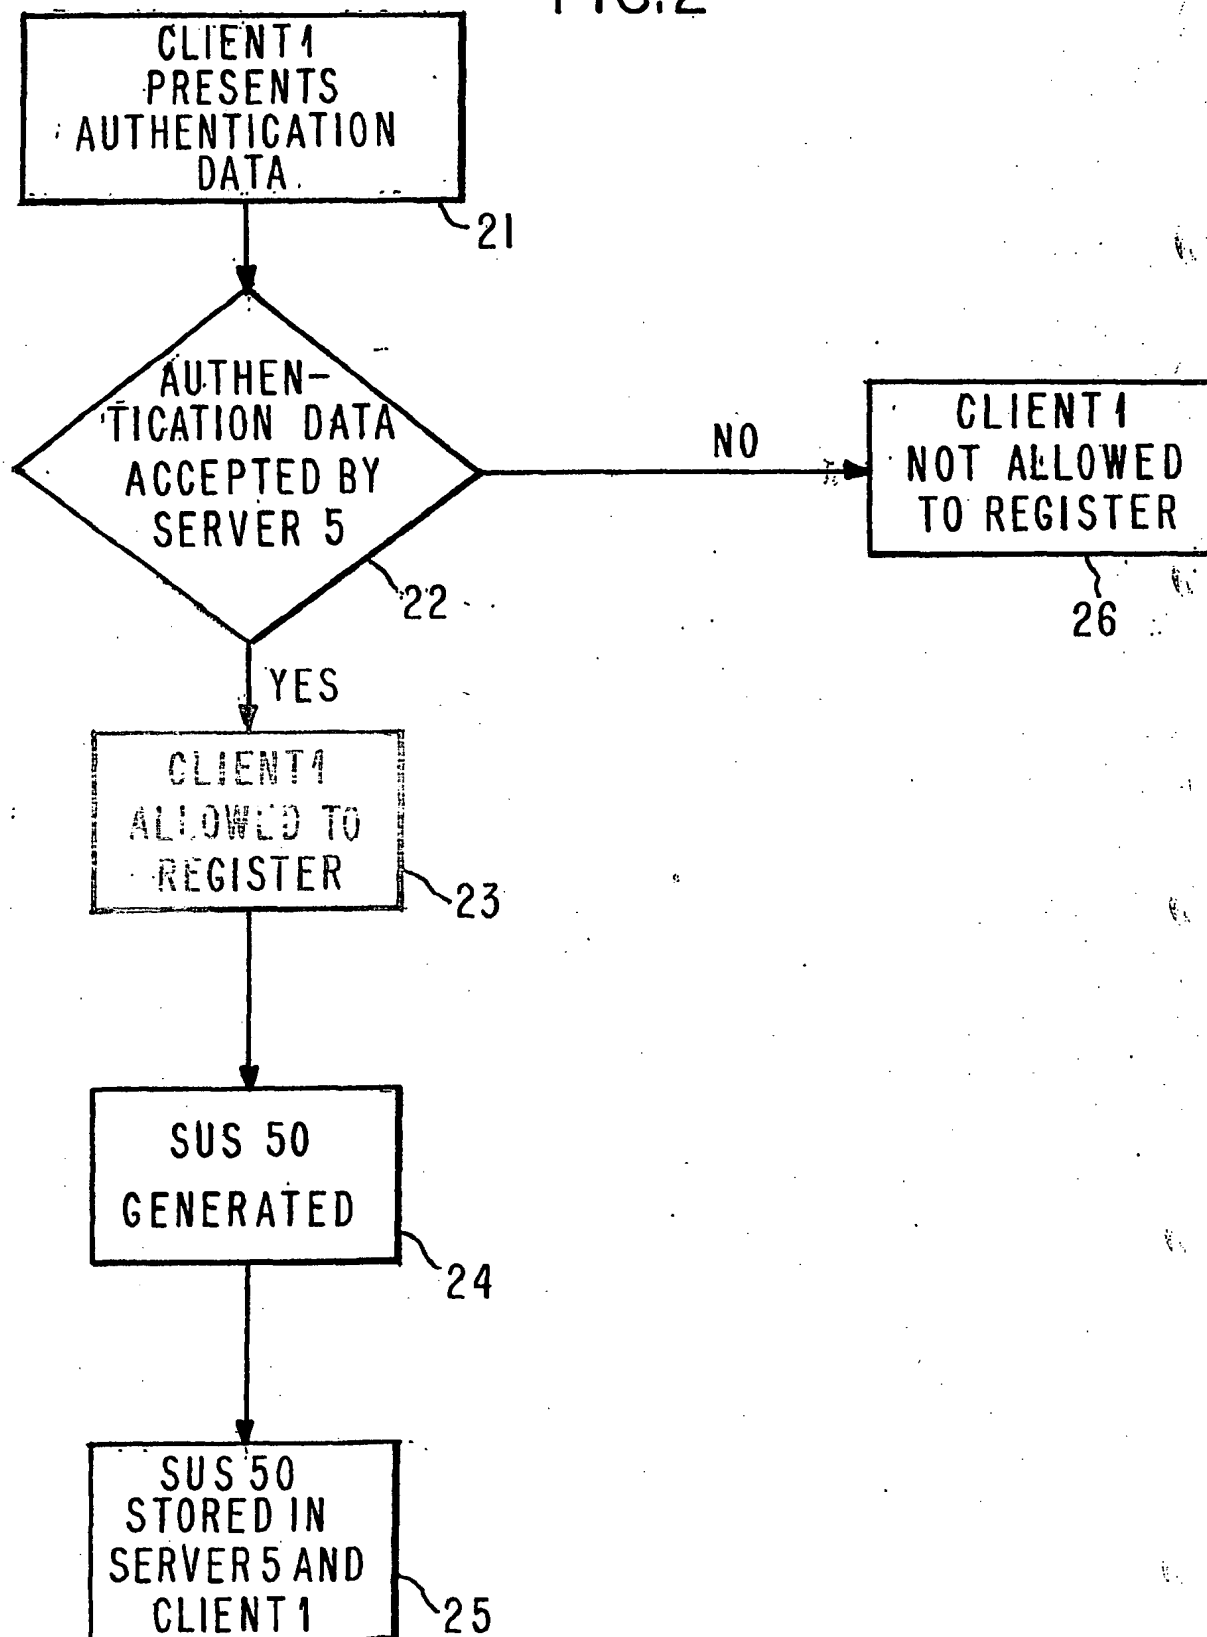 FIG.2
CLIENT 1
PRESENTS
AUTHENTICATION
DATA
21
AUTHEN-
TICATION DATA
ACCEPTED BY
SERVER 5
22
NO
CLIENT 1
NOT ALLOWED
TO REGISTER
26
YES
CLIENT 1
ALLOWED TO
REGISTER
23
SUS 50
GENERATED
24
SUS 50
STORED IN
SERVER 5 AND
CLIENT 1
25